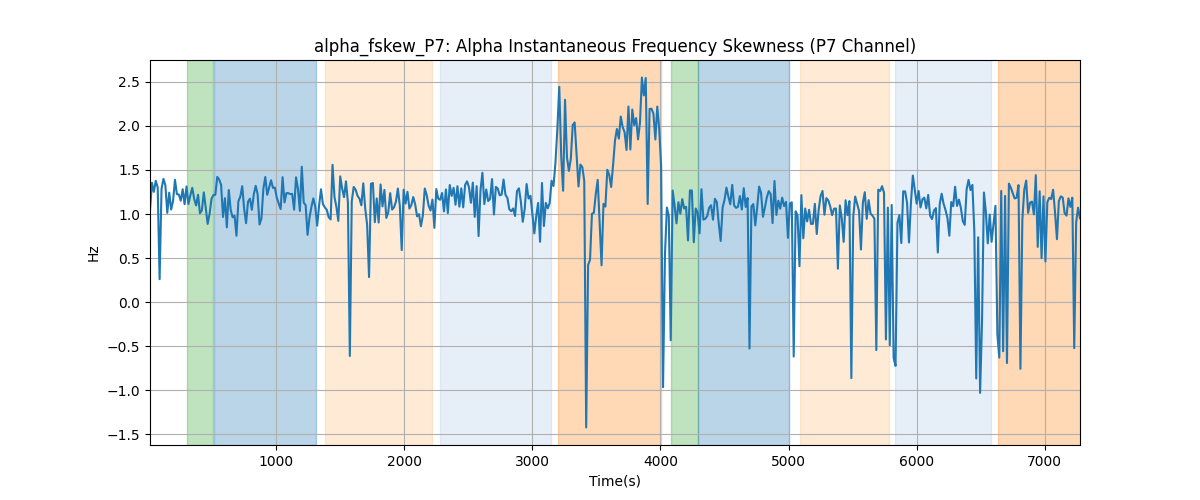 alpha_fskew_P7: Alpha Instantaneous Frequency Skewness (P7 Channel)
2.5
2.0
1.5
1.0
0.5
0.0
−0.5
−1.0
−1.5
Hz
1000 2000 3000 4000 5000 6000 7000
Time(s)